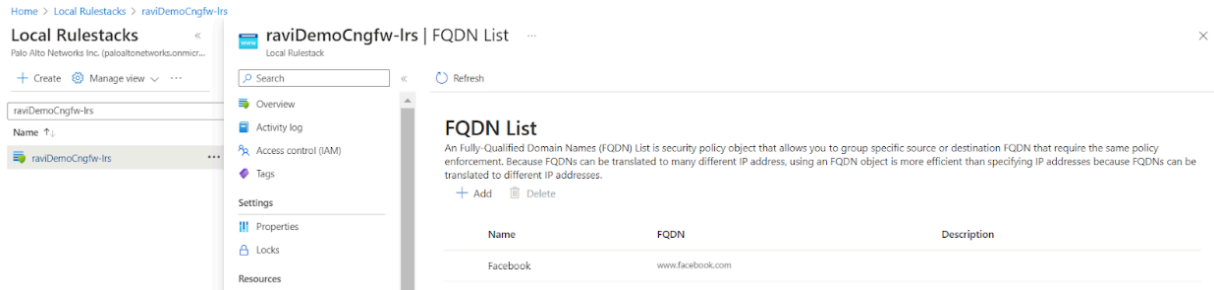 Home > Local Rulestacks > raviDemoCngfw-lrs
Local Rulestacks
Palo Alto Networks Inc. (paloaltonetworks.onmicr...
+ Create Manage view ...
raviDemoCngfw-lrs
Name ↑↓
raviDemoCngfw-lrs ...
raviDemoCngfw-lrs | FQDN List ...
Local Rulestack
Search
Overview
Activity log
Access control (IAM)
Tags
Settings
Properties
Locks
Resources
Refresh
FQDN List
An Fully-Qualified Domain Names (FQDN) List is security policy object that allows you to group specific source or destination FQDN that require the same policy
enforcement. Because FQDNs can be translated to many different IP address, using an FQDN object is more efficient than specifying IP addresses because FQDNs can be
translated to different IP addresses.
+ Add Delete
Name FQDN Description
Facebook www.facebook.com